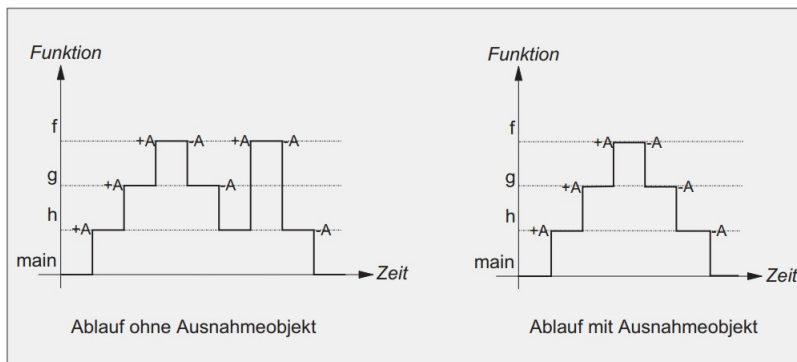 Funktion
f
+A
-A
+A
-A
g
+A
-A
h
+A
-A
main
Zeit
Ablauf ohne Ausnahmeobjekt
Funktion
f
+A
-A
g
+A
-A
h
+A
-A
main
Zeit
Ablauf mit Ausnahmeobjekt